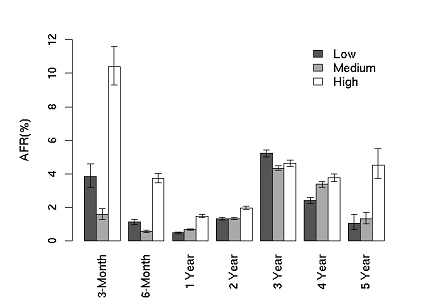 12
10
8
6
4
2
0
AFR(%)
Low
Medium
High
3-Month
6-Month
1 Year
2 Year
3 Year
4 Year
5 Year